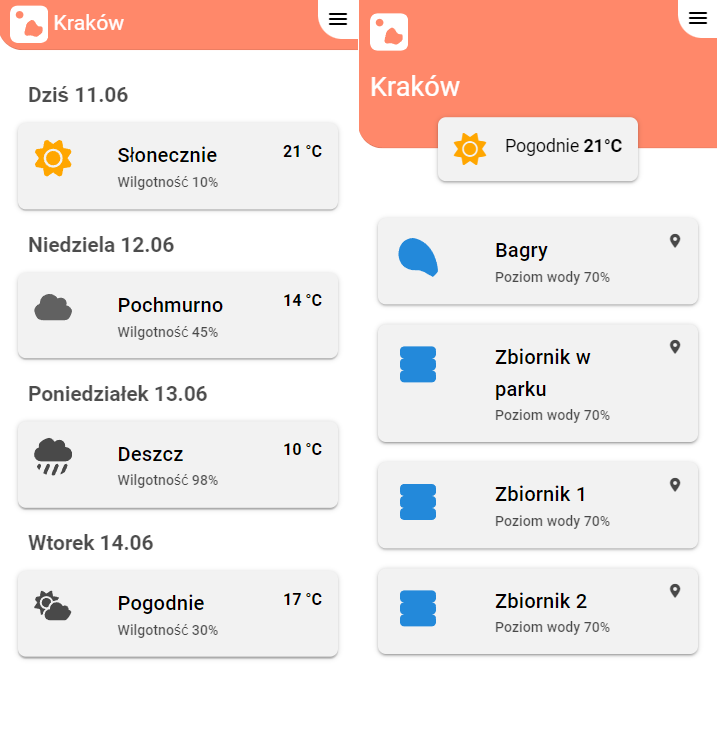 Kraków
Dziś 11.06
Słonecznie
21 °C
Wilgotność 10%
Niedziela 12.06
Pochmurno
14 °C
Wilgotność 45%
Poniedziałek 13.06
Deszcz
10 °C
Wilgotność 98%
Wtorek 14.06
Pogodnie
17 °C
Wilgotność 30%
Kraków
Pogodnie 21°C
Bagry
Poziom wody 70%
Zbiornik w
parku
Poziom wody 70%
Zbiornik 1
Poziom wody 70%
Zbiornik 2
Poziom wody 70%